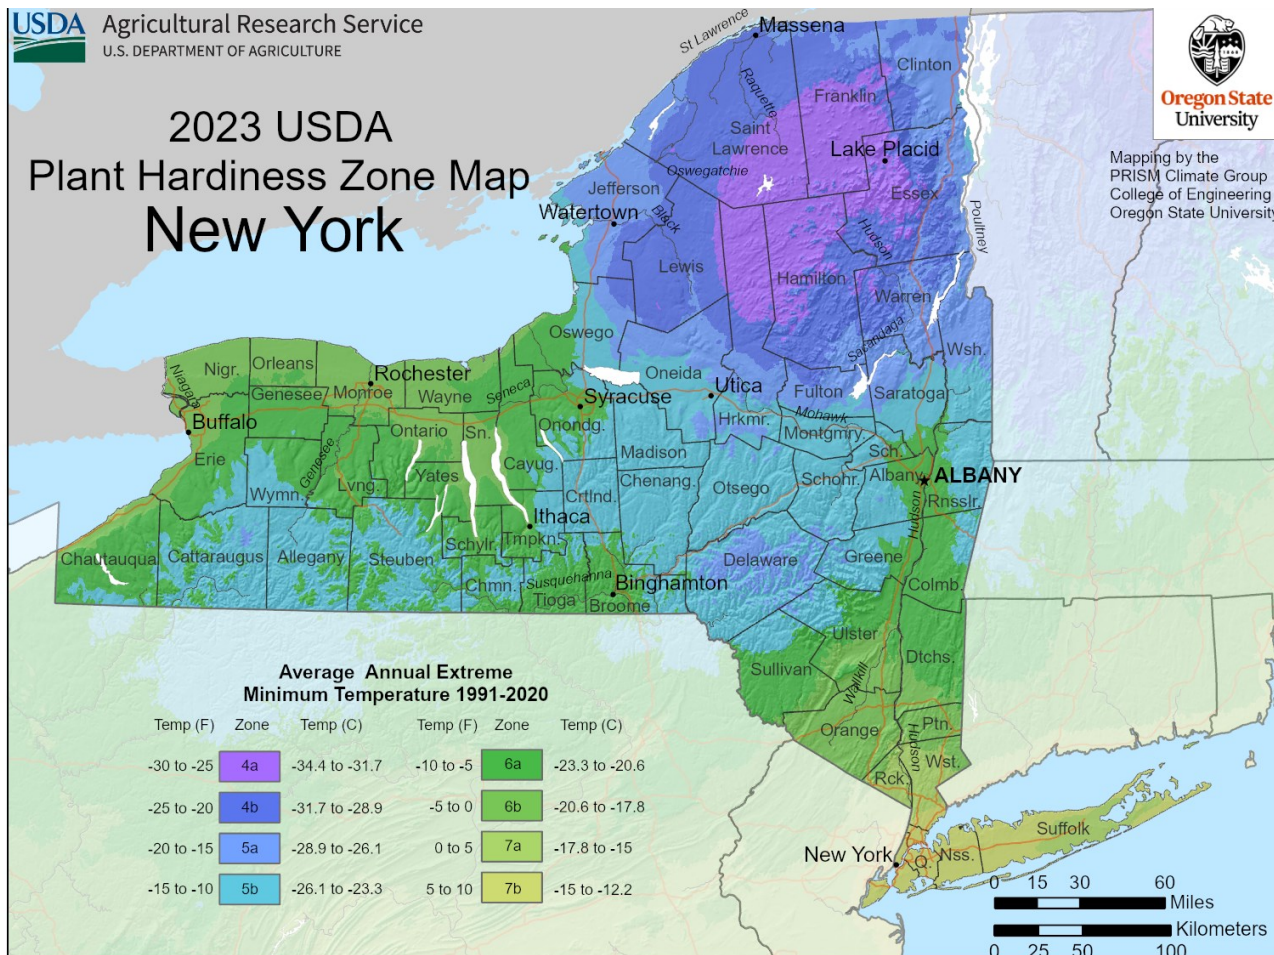 USDA
Agricultural Research Service
U.S. DEPARTMENT OF AGRICULTURE
2023 USDA
Plant Hardiness Zone Map
New York
Oregon State
University
Mapping by the
PRISM Climate Group
College of Engineering
Oregon State University
St Lawrence
Massena
Clinton
Raquette
Franklin
Saint
Lawrence
Lake Placid
Oswegatchie
Jefferson
Essex
Watertown
Black
Poultney
Hudson
Lewis
Hamilton
Warren
Oswego
Sacandaga
Wsh.
Nigr.
Orleans
Rochester
Oneida
Niagara
Genesee
Monroe
Wayne
Seneca
Syracuse
Utica
Fulton
Saratoga
Buffalo
Ontario
Sn.
Onondg.
Hrkmr.
Mohawk
Montgmry.
Erie
Genesee
Cayug.
Madison
Sch.
Wymn.
Lvng.
Yates
Chenang.
Otsego
Schohr.
Albany
ALBANY
Crtlnd.
Rnsslr.
Ithaca
Hudson
Chautauqua
Cattaraugus
Allegany
Steuben
Schylr.
Tmpkn.
Delaware
Greene
Chmn.
Susquehanna
Binghamton
Colmb.
Tioga
Broome
Ulster
Sullivan
Dtchs.
Wallkill
Orange
Ptn.
Hudson
Wst.
Rck.
Suffolk
New York
Q.
Nss.
Average Annual Extreme
Minimum Temperature 1991-2020
Temp (F) Zone Temp (C) Temp (F) Zone Temp (C)
-30 to -25 4a -34.4 to -31.7 -10 to -5 6a -23.3 to -20.6
-25 to -20 4b -31.7 to -28.9 -5 to 0 6b -20.6 to -17.8
-20 to -15 5a -28.9 to -26.1 0 to 5 7a -17.8 to -15
-15 to -10 5b -26.1 to -23.3 5 to 10 7b -15 to -12.2
0 15 30 60
Miles
Kilometers
0 25 50 100